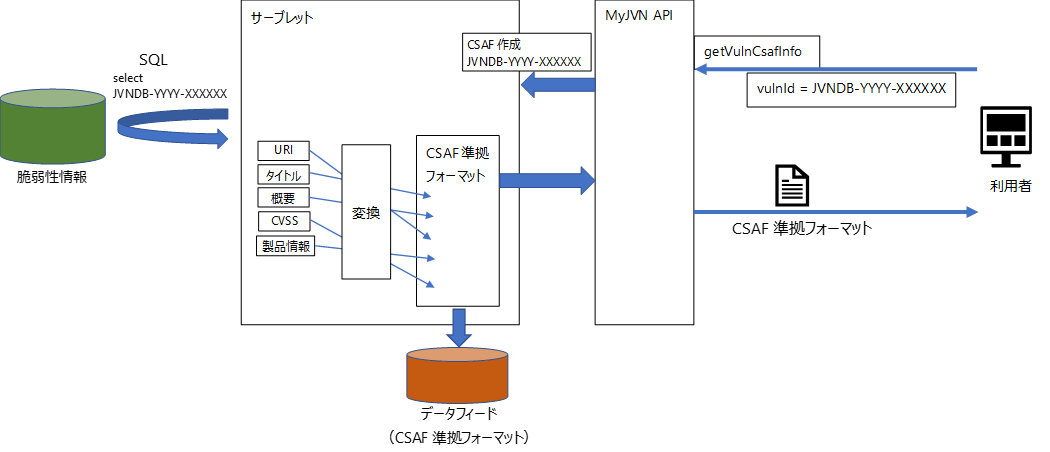 サーブレット
MyJVN API
CSAF 作成
JVNDB-YYYY-XXXXXX
getVulnCsafInfo
vulnId = JVNDB-YYYY-XXXXXX
SQL
select
JVNDB-YYYY-XXXXXX
脆弱性情報
URI
タイトル
概要
CVSS
製品情報
変換
CSAF 準拠
フォーマット
利用者
CSAF 準拠フォーマット
データフィード
（CSAF 準拠フォーマット）